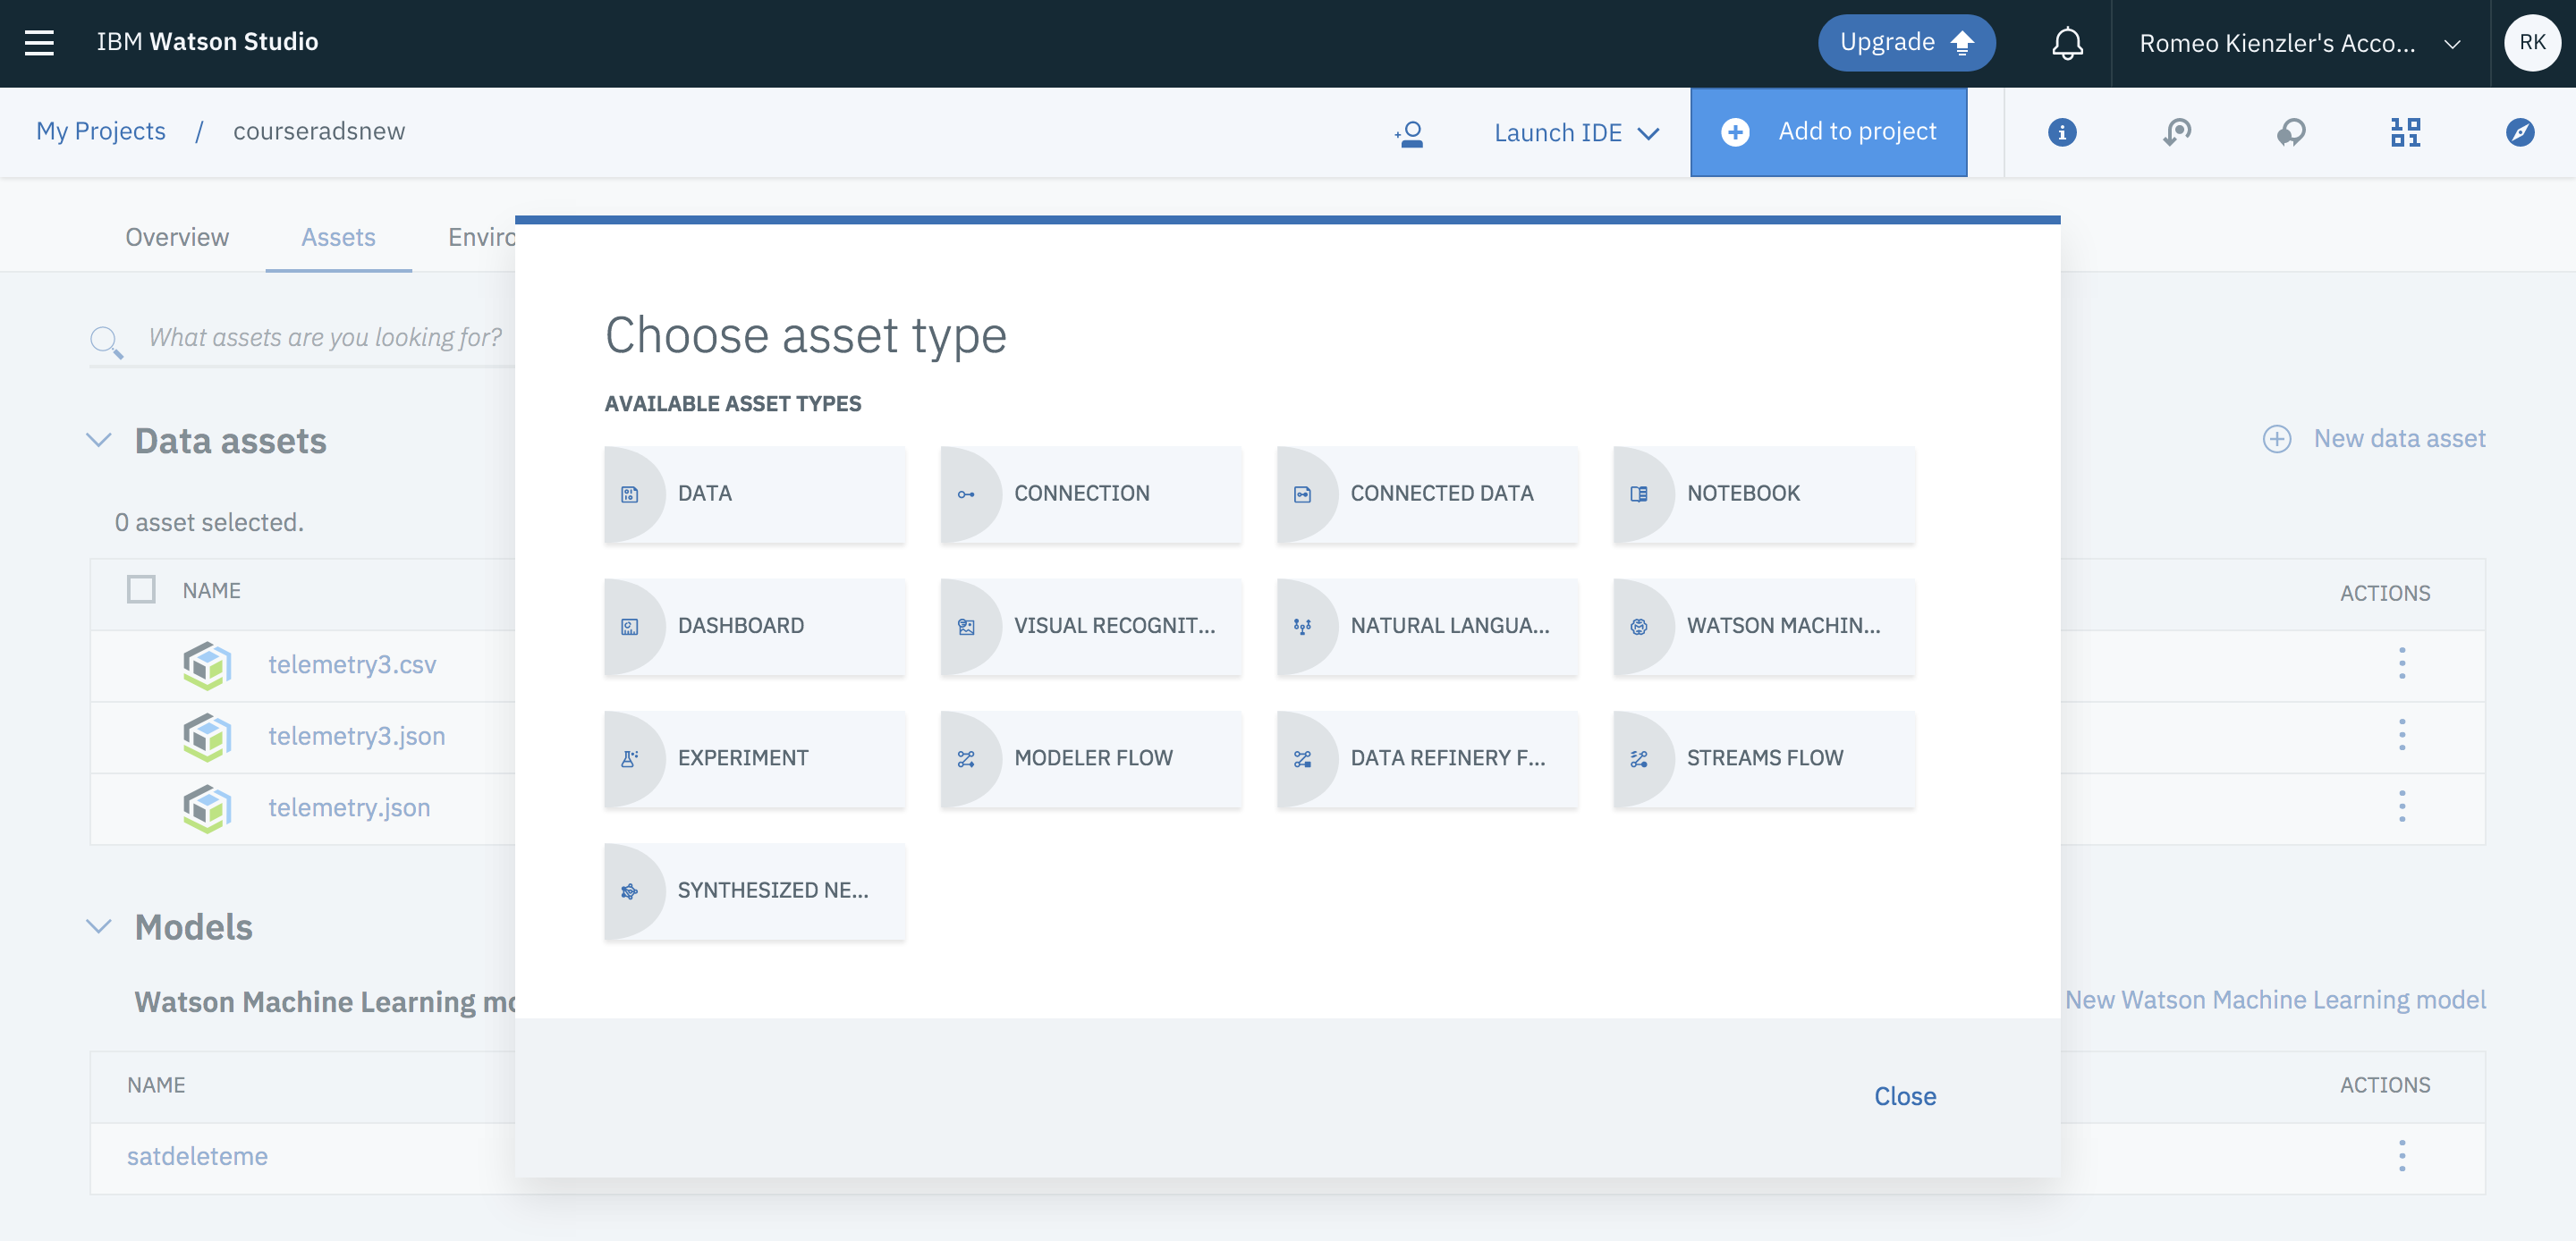 IBM Watson Studio
Upgrade
Romeo Kienzler's Acco...
RK
My Projects / courseradsnew
Launch IDE
Add to project
Overview
Assets
Enviro
What assets are you looking for?
Choose asset type
AVAILABLE ASSET TYPES
DATA
CONNECTION
CONNECTED DATA
NOTEBOOK
DASHBOARD
VISUAL RECOGNIT...
NATURAL LANGUA...
WATSON MACHIN...
EXPERIMENT
MODELER FLOW
DATA REFINERY F...
STREAMS FLOW
SYNTHESIZED NE...
Close
Data assets
New data asset
0 asset selected.
NAME
ACTIONS
telemetry3.csv
telemetry3.json
telemetry.json
Models
Watson Machine Learning mo
New Watson Machine Learning model
NAME
ACTIONS
satdeleteme